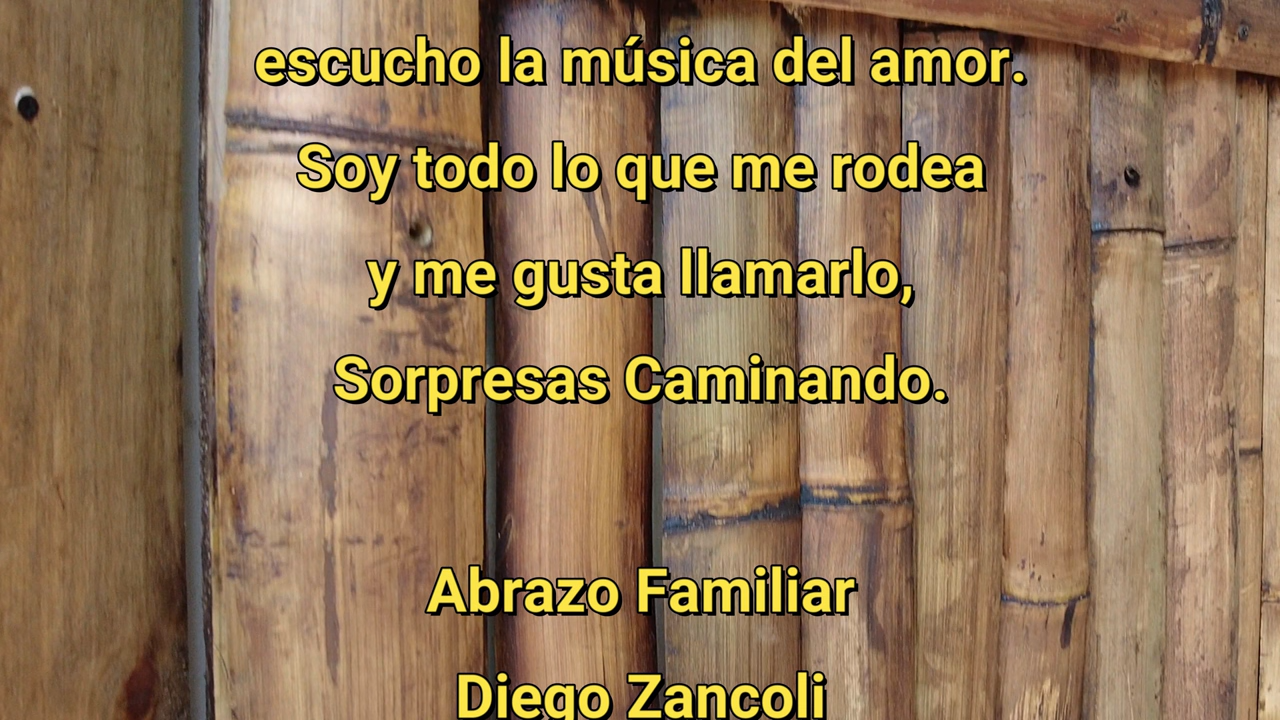 escucho la música del amor.
Soy todo lo que me rodea
y me gusta llamarlo,
Sorpresas Caminando.
Abrazo Familiar
Diego Zancoli